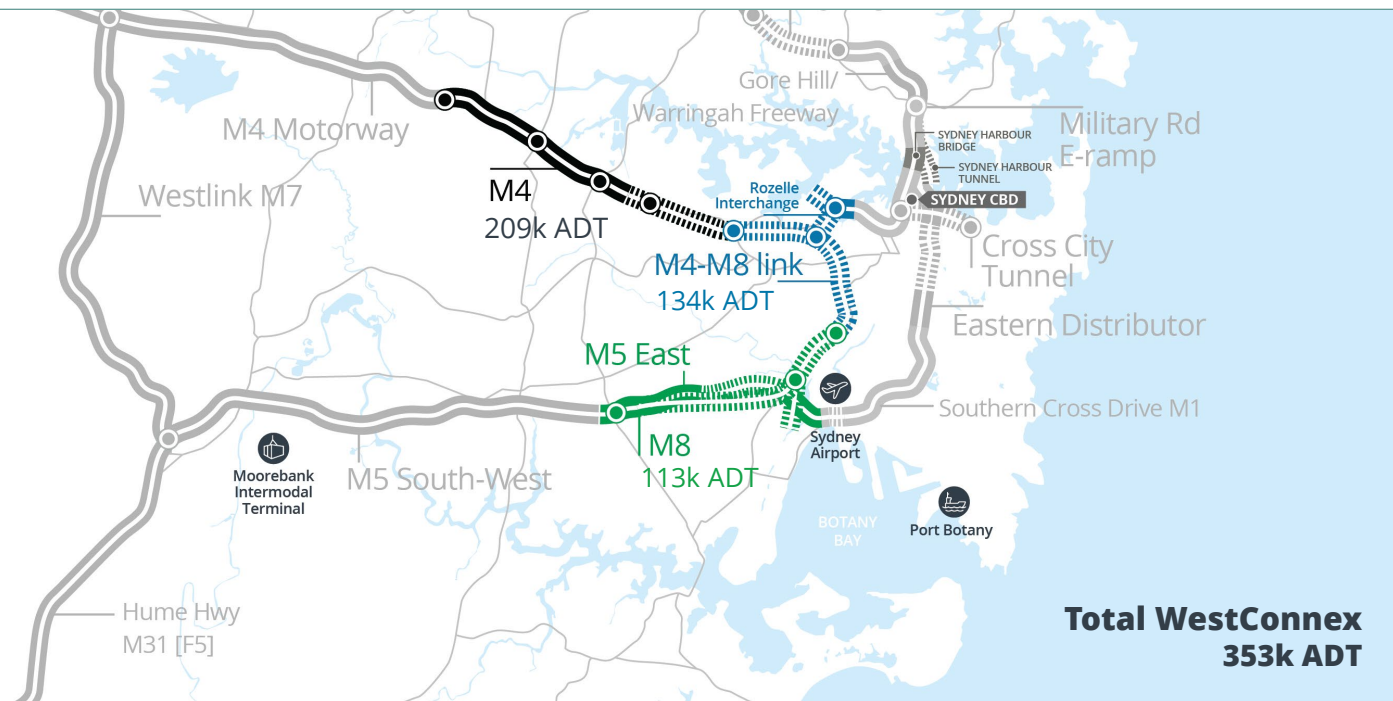 Gore Hill/
Warringah Freeway
M4 Motorway
Military Rd
E-ramp
SYDNEY HARBOUR
BRIDGE
SYDNEY HARBOUR
TUNNEL
Westlink M7
M4
209k ADT
Rozelle
Interchange
SYDNEY CBD
Cross City
Tunnel
M4-M8 link
134k ADT
Eastern Distributor
M5 East
Southern Cross Drive M1
M8
113k ADT
Sydney
Airport
Moorebank
Intermodal
Terminal
M5 South-West
BOTANY
BAY
Port Botany
Hume Hwy
M31 [F5]
Total WestConnex
353k ADT